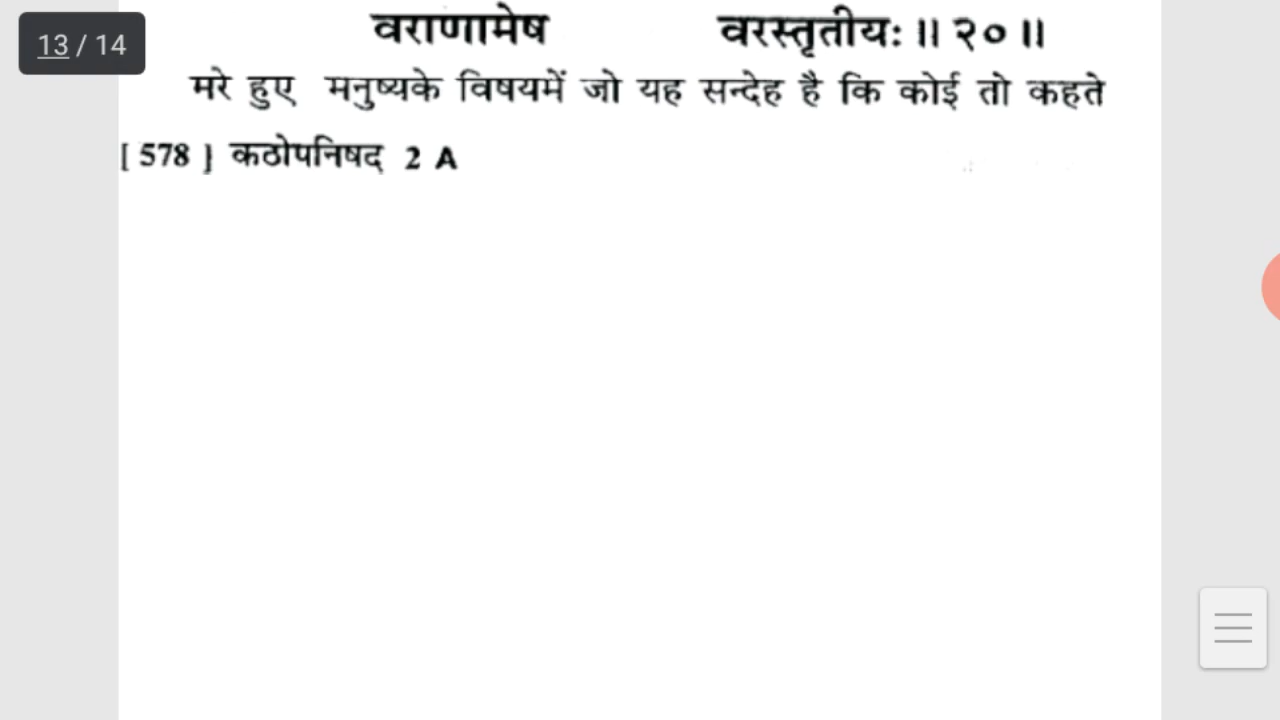 13 / 14
वराणामेष वरस्तृतीयः ॥ २० ॥
मरे हुए मनुष्यके विषयमें जो यह सन्देह है कि कोई तो कहते
[ 578 ] कठोपनिषद 2 A